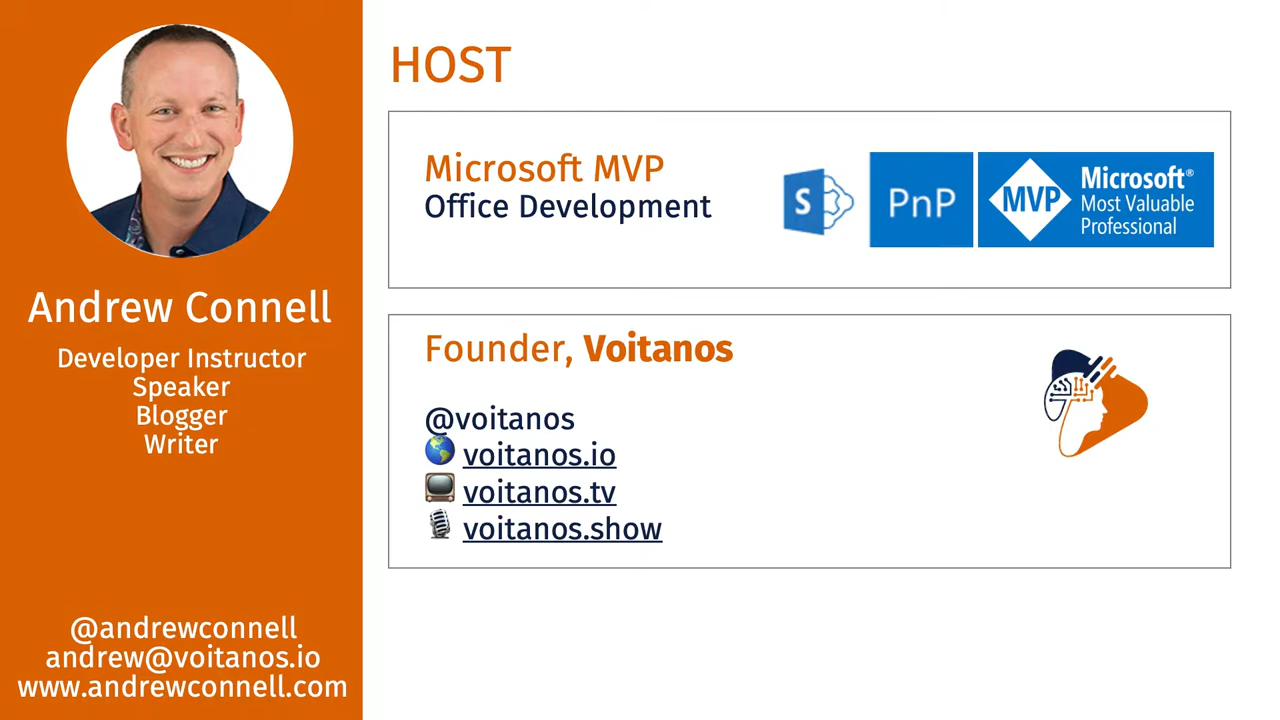 Andrew Connell
Developer Instructor
Speaker
Blogger
Writer
@andrewconnell
andrew@voitanos.io
www.andrewconnell.com
HOST
Microsoft MVP
Office Development
S
PnP
MVP
Microsoft®
Most Valuable
Professional
Founder, Voitanos
@voitanos
voitanos.io
voitanos.tv
voitanos.show